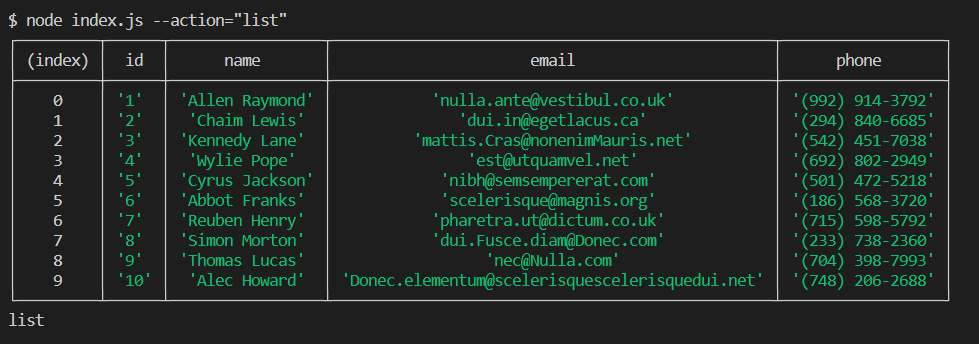 $ node index.js --action="list"
(index) id name email phone
0 '1' 'Allen Raymond' 'nulla.ante@vestibul.co.uk' '(992) 914-3792'
1 '2' 'Chaim Lewis' 'dui.in@egetlacus.ca' '(294) 840-6685'
2 '3' 'Kennedy Lane' 'mattis.Cras@nonenimMauris.net' '(542) 451-7038'
3 '4' 'Wylie Pope' 'est@utquamvel.net' '(692) 802-2949'
4 '5' 'Cyrus Jackson' 'nibh@semsempererat.com' '(501) 472-5218'
5 '6' 'Abbot Franks' 'scelerisque@magnis.org' '(186) 568-3720'
6 '7' 'Reuben Henry' 'pharetra.ut@dictum.co.uk' '(715) 598-5792'
7 '8' 'Simon Morton' 'dui.Fusce.diam@Donec.com' '(233) 738-2360'
8 '9' 'Thomas Lucas' 'nec@Nulla.com' '(704) 398-7993'
9 '10' 'Alec Howard' 'Donec.elementum@scelerisquescelerisquedui.net' '(748) 206-2688'
list